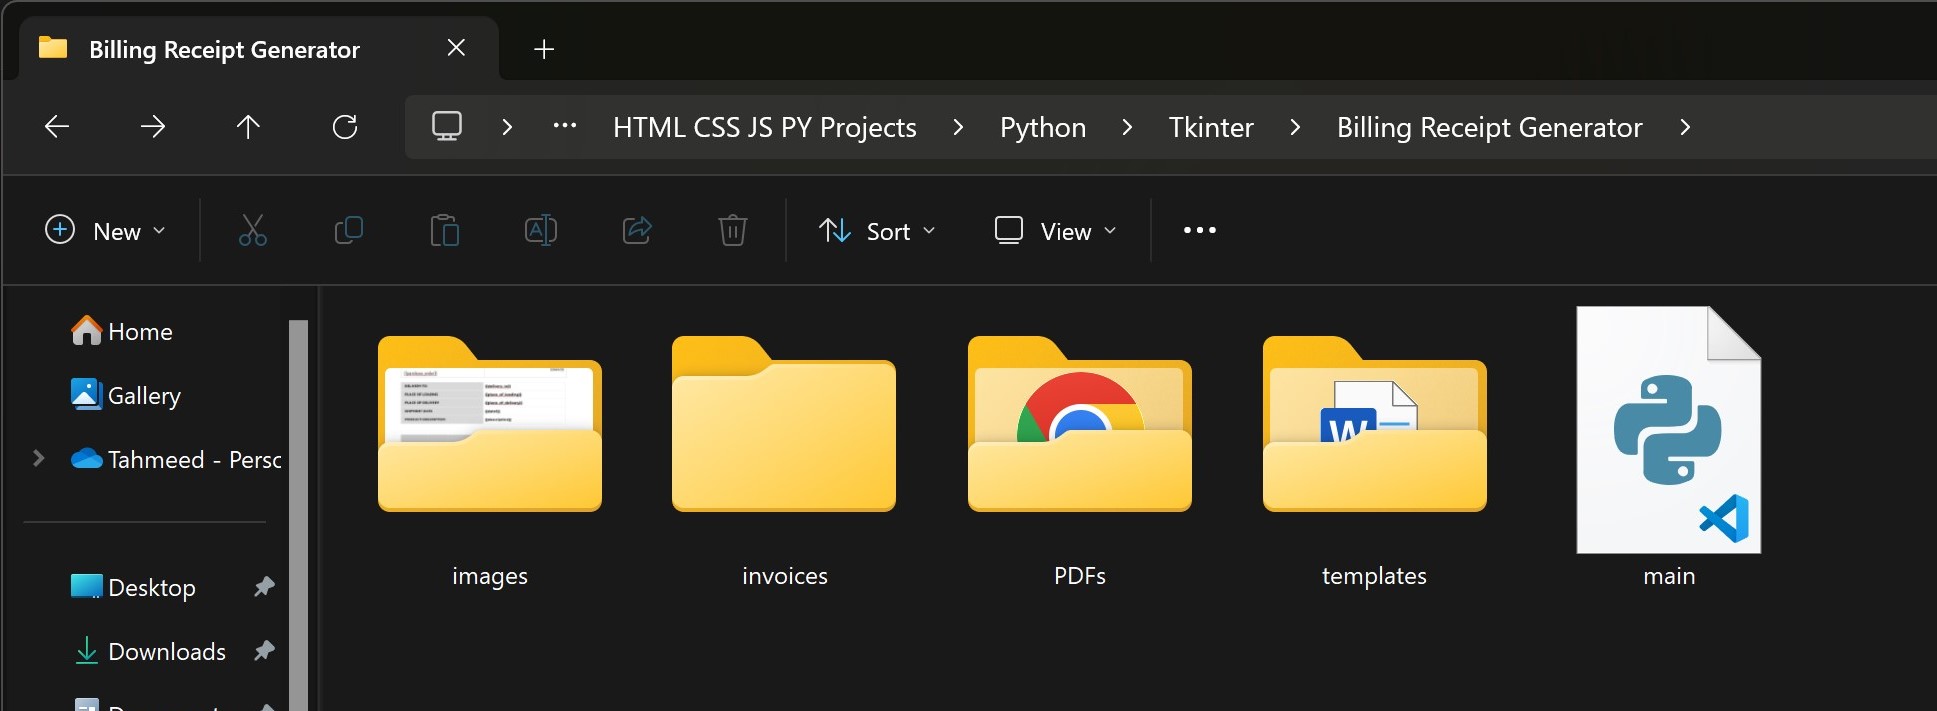 Billing Receipt Generator
HTML CSS JS PY Projects > Python > Tkinter > Billing Receipt Generator >
New
Sort
View
Home
Gallery
Tahmeed - Persc
Desktop
Downloads
images
invoices
PDFs
templates
main
W